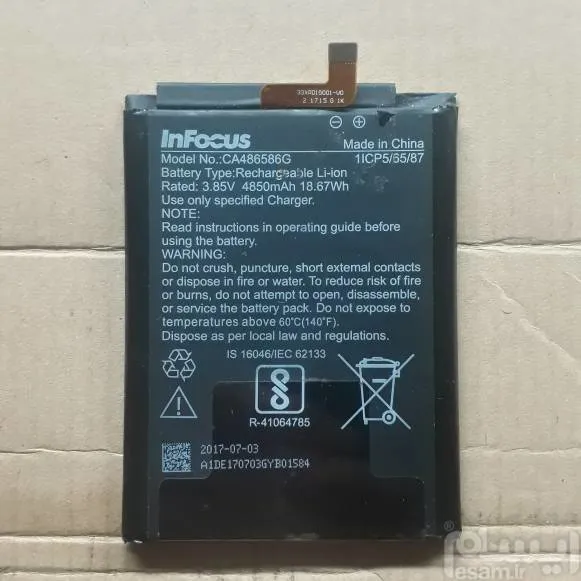 33XA01G001-V0
2 1715 G 1K
InFocus
Made in China
Model No.:CA486586G
1ICP5/65/87
Battery Type:Rechargeable Li-ion
Rated: 3.85V 4850mAh 18.67Wh
Use only specified Charger.
NOTE:
Read instructions in operating guide before
using the battery.
WARNING:
Do not crush, puncture, short external contacts
or dispose in fire or water. To reduce risk of fire
or burns, do not attempt to open, disassemble,
or service the battery pack. Do not expose to
temperatures above 60°C(140°F).
Dispose as per local law and regulations.
IS 16046/IEC 62133
R-41064785
2017-07-03
A1DE170703GYB01584
ایسام
esam.ir